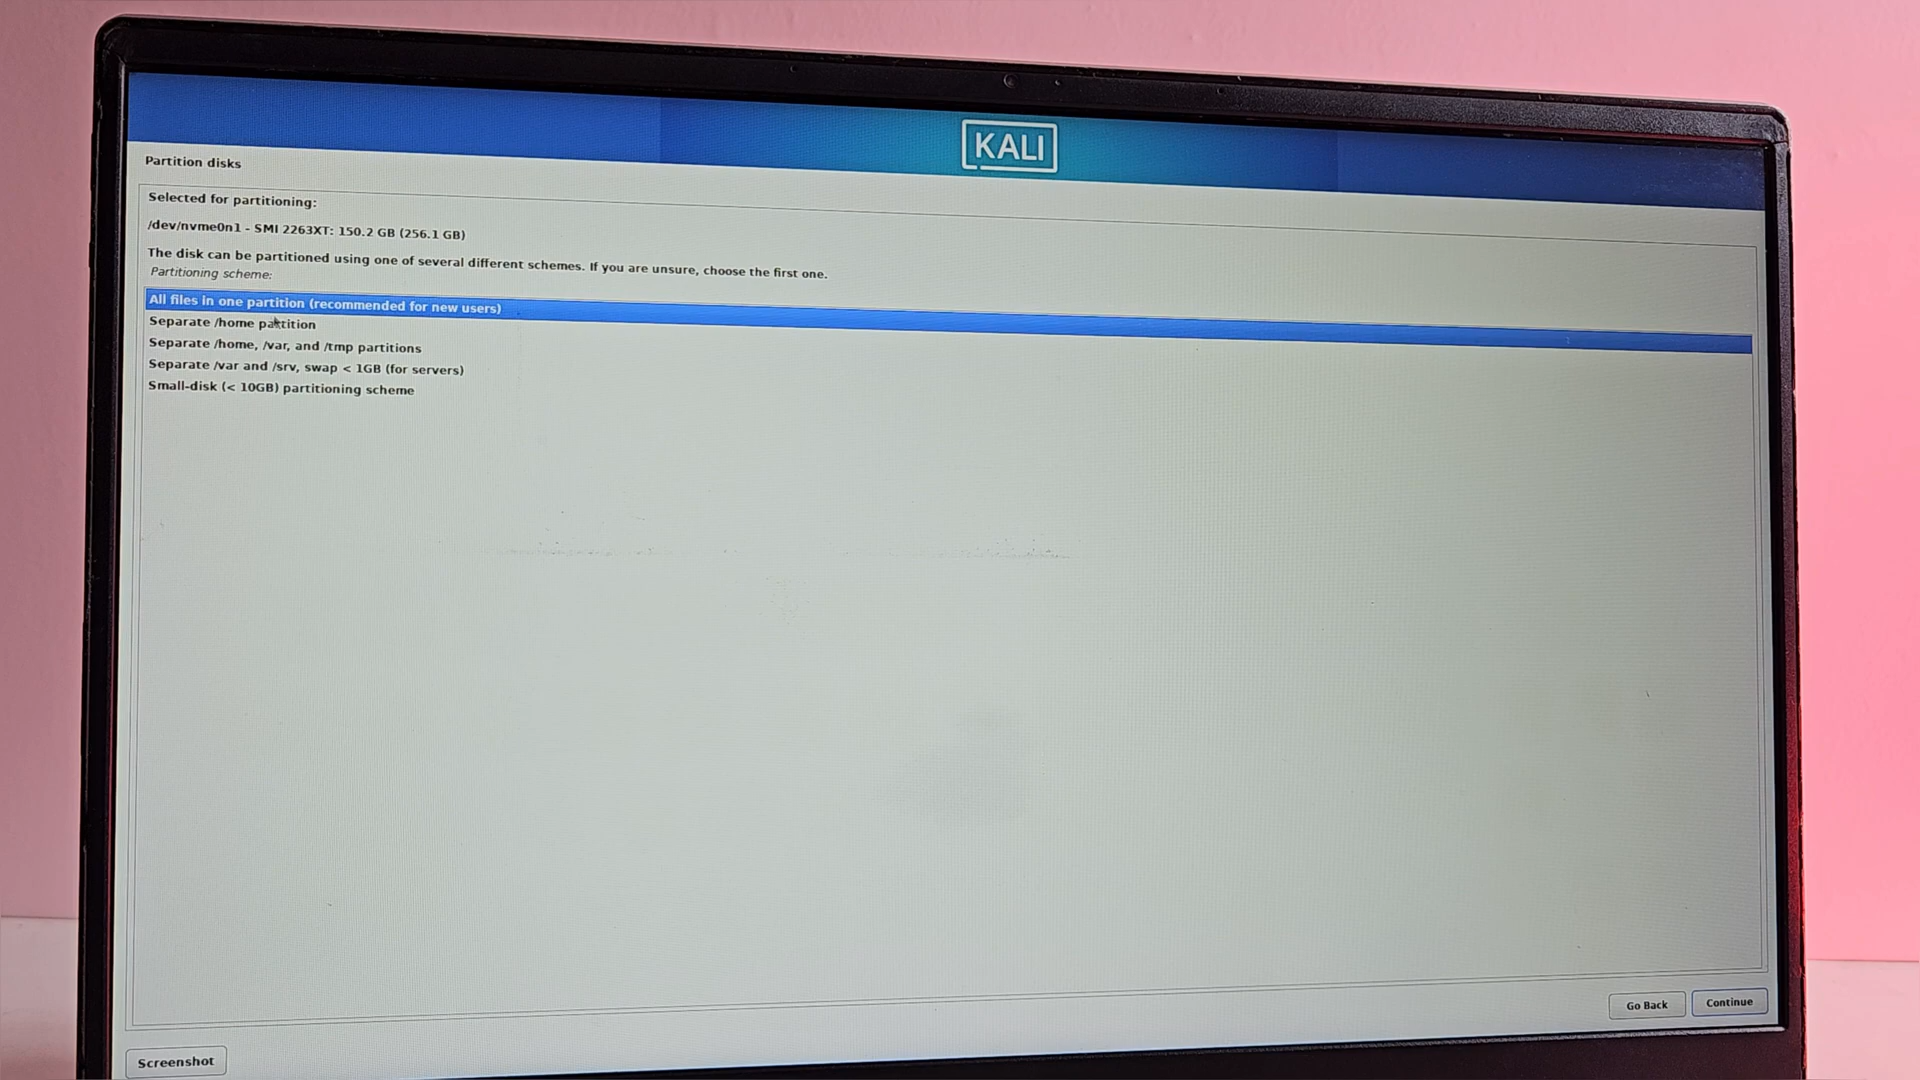 KALI
Partition disks
Selected for partitioning:
/dev/nvme0n1 - SMI 2263XT: 150.2 GB (256.1 GB)
The disk can be partitioned using one of several different schemes. If you are unsure, choose the first one.
Partitioning scheme:
All files in one partition (recommended for new users)
Separate /home partition
Separate /home, /var, and /tmp partitions
Separate /var and /srv, swap < 1GB (for servers)
Small-disk (< 10GB) partitioning scheme
Go Back
Continue
Screenshot